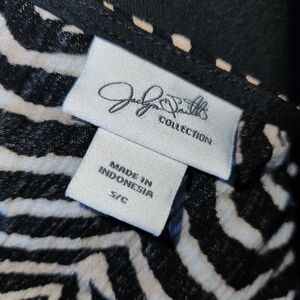 Jaclyn Smith
COLLECTION
MADE IN
INDONESIA
S/C